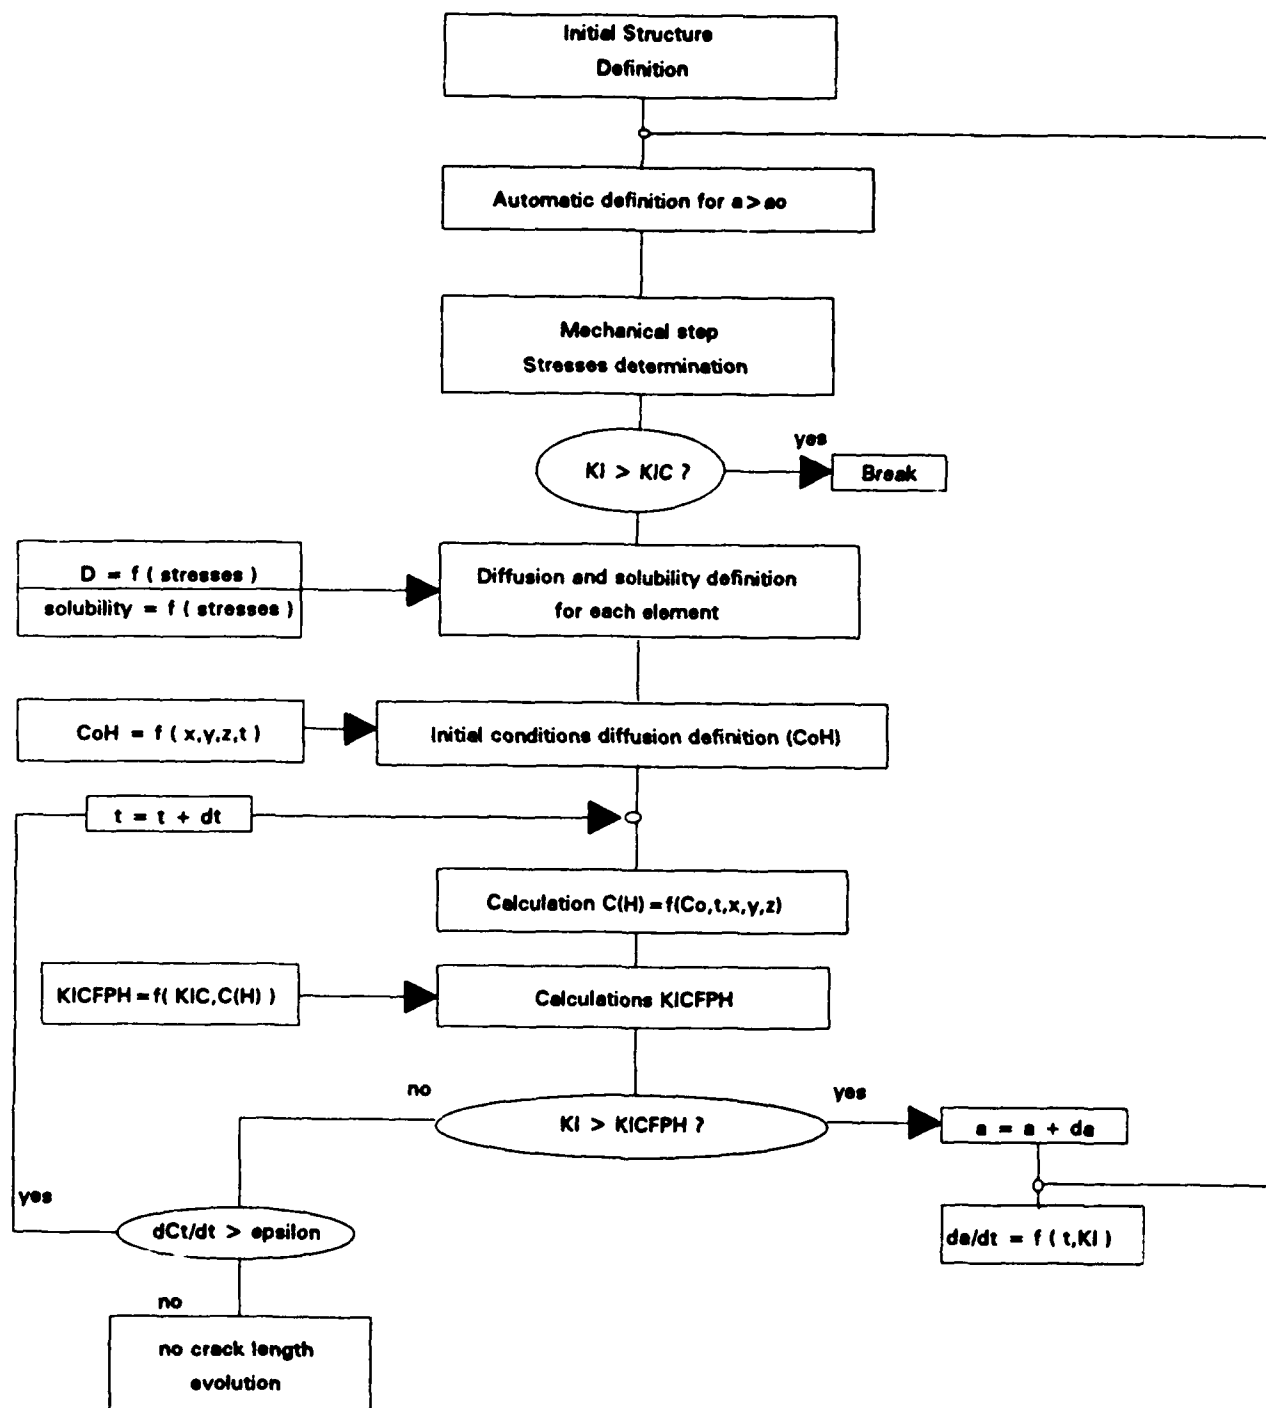 Initial Structure
Definition
Automatic definition for a>ao
Mechanical step
Stresses determination
KI > KIC ?
yes
Break
D = f ( stresses )
solubility = f ( stresses )
Diffusion and solubility definition
for each element
CoH = f ( x,y,z,t )
Initial conditions diffusion definition (CoH)
t = t + dt
Calculation C(H)=f(Co,t,x,y,z)
KICFPH=f( KIC,C(H) )
Calculations KICFPH
no
KI > KICFPH ?
yes
a = a + da
yes
dCt/dt > epsilon
da/dt = f ( t,KI )
no
no crack length
evolution